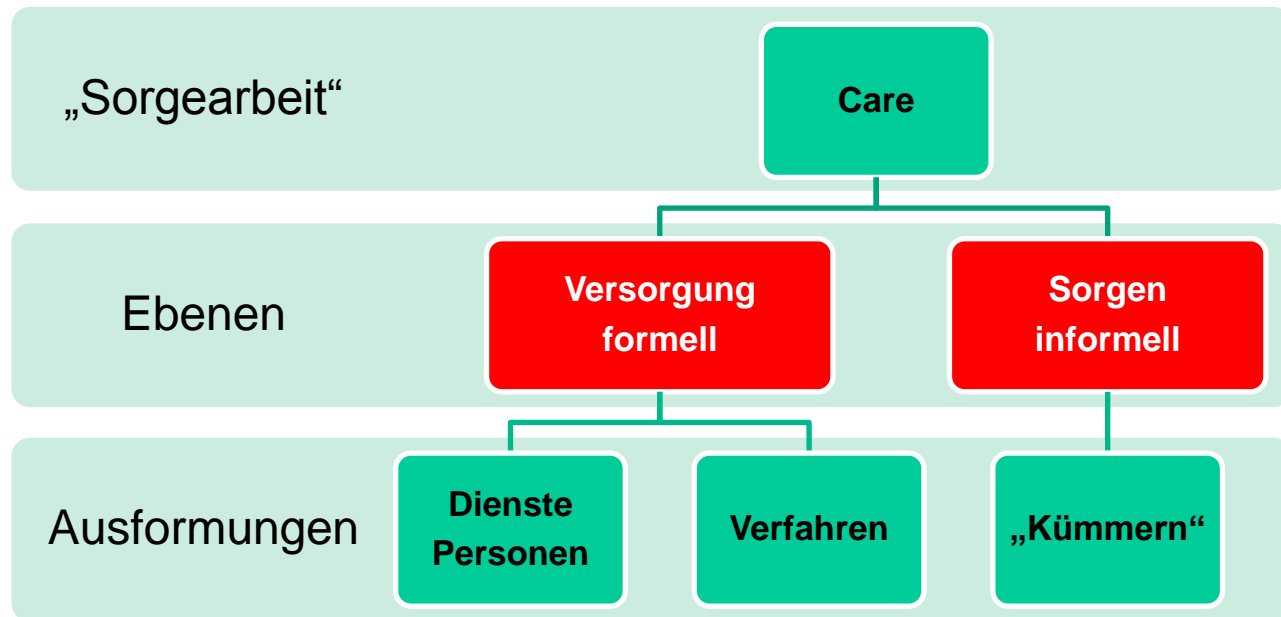 „Sorgearbeit“
Care
Ebenen
Versorgung
formell
Sorgen
informell
Ausformungen
Dienste
Personen
Verfahren
„Kümmern“